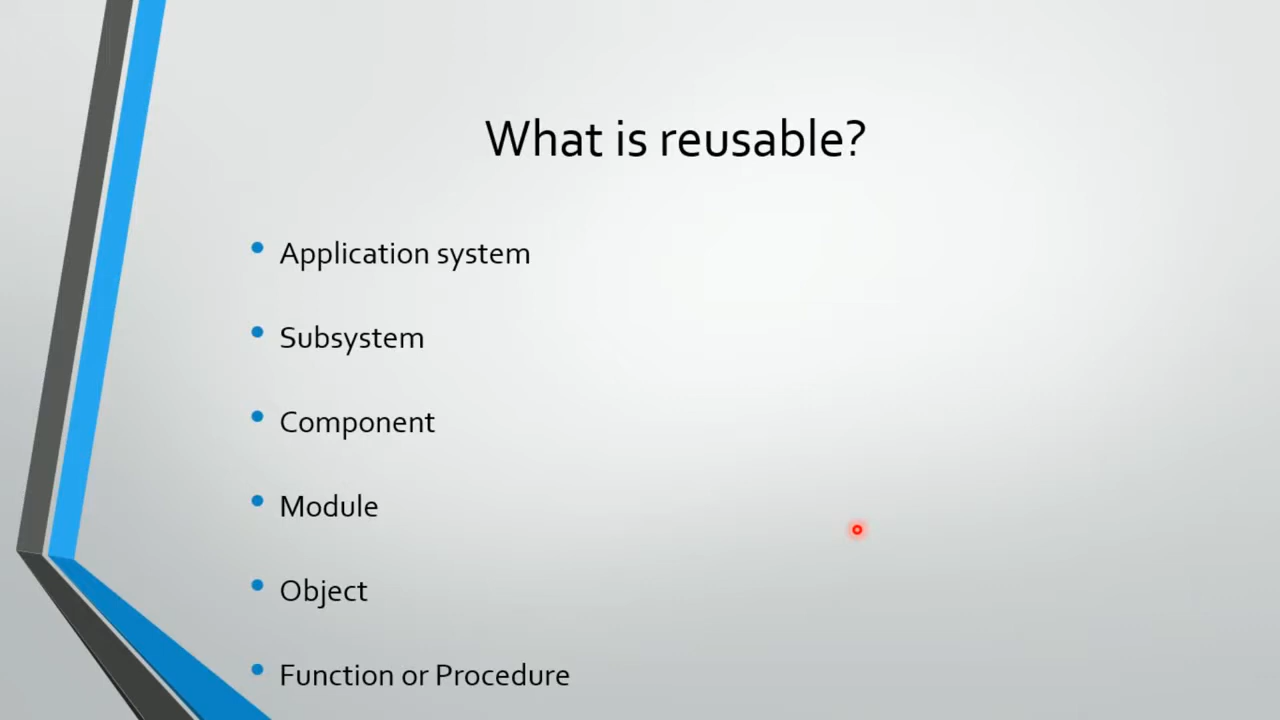 What is reusable?
• Application system
• Subsystem
• Component
• Module
• Object
• Function or Procedure